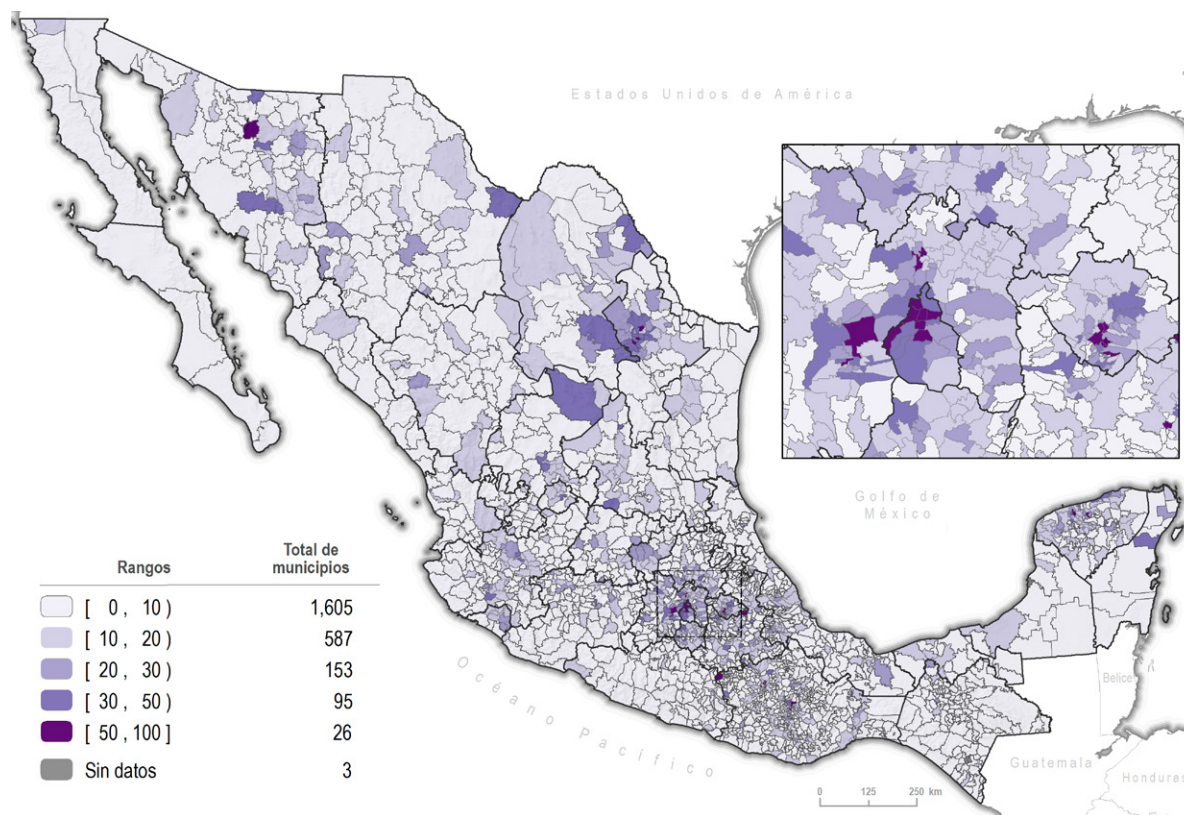 Estados Unidos de América
Golfo de
México
Rangos
Total de
municipios
[ 0 , 10 ) 1,605
[ 10 , 20 ) 587
[ 20 , 30 ) 153
[ 30 , 50 ) 95
[ 50 , 100 ] 26
Sin datos 3
Océano Pacífico
Belice
Guatemala
Honduras
0 125 250 km